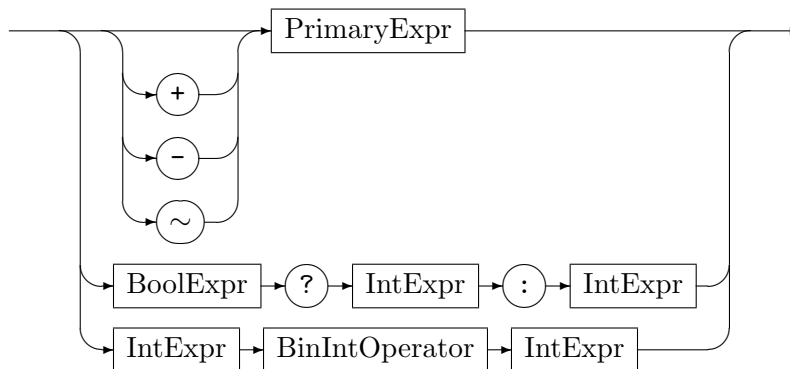 PrimaryExpr
+
-
~
BoolExpr ? IntExpr : IntExpr
IntExpr BinIntOperator IntExpr